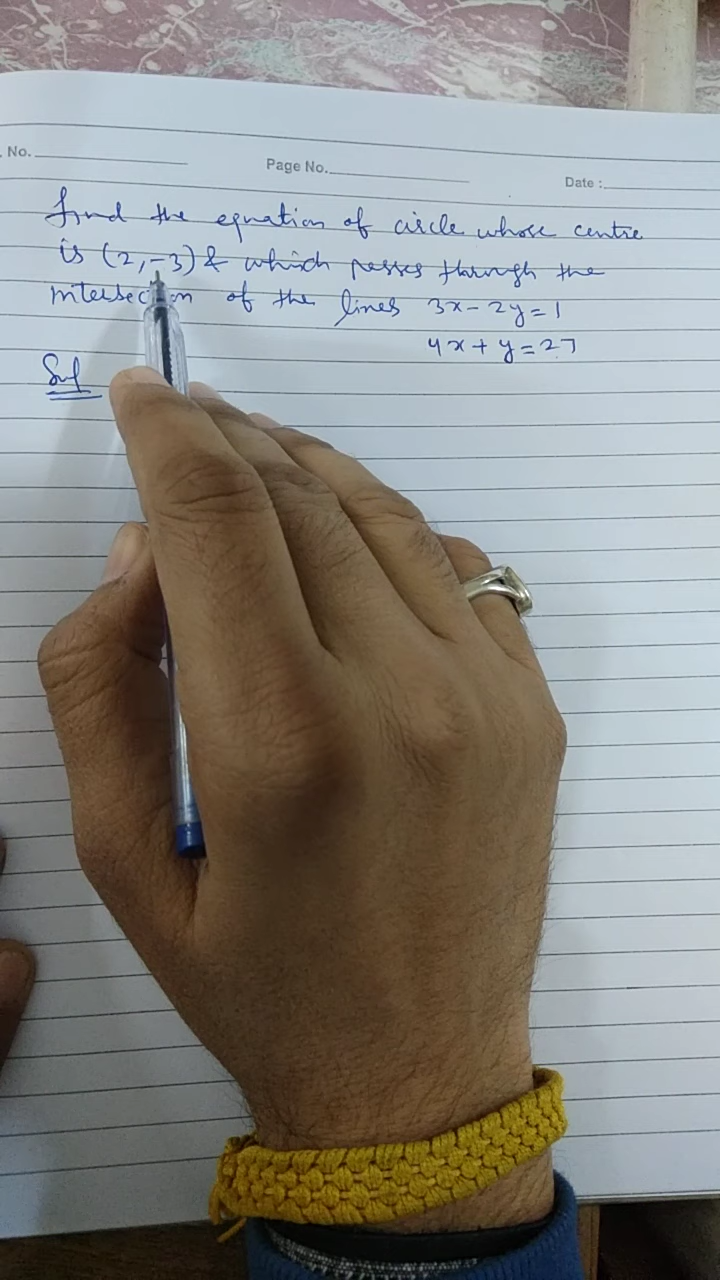 . No.
Page No.
Date :
find the equation of circle whose centre
is (2,-3) & which passes through the
intersection of the lines 3x-2y=1
4x+y=27
Sol